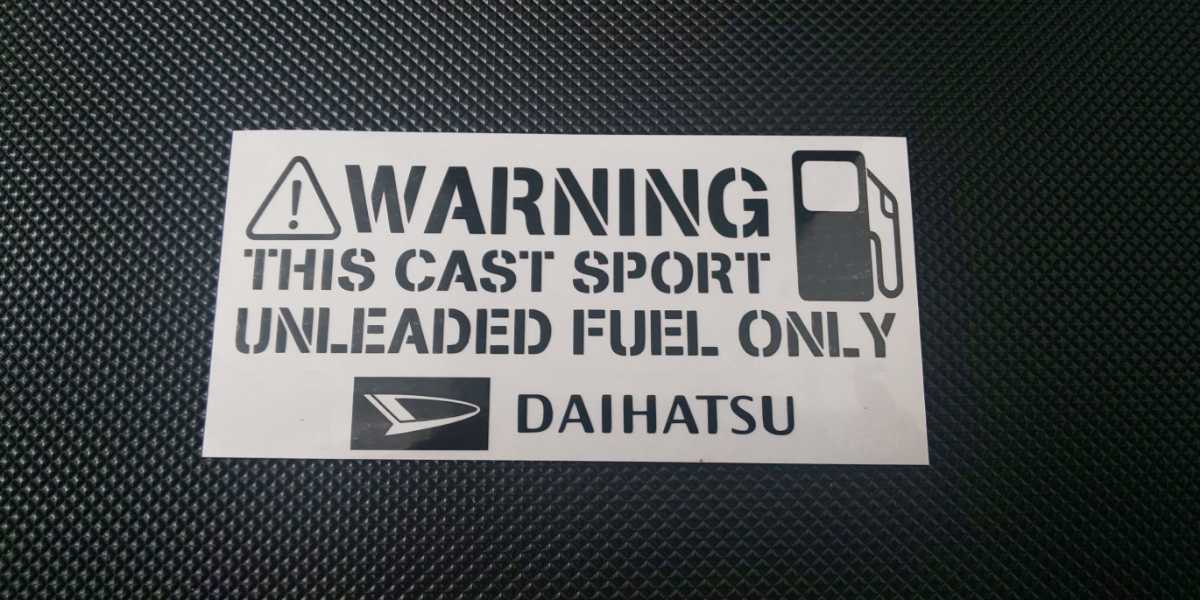 WARNING
THIS CAST SPORT
UNLEADED FUEL ONLY
DAIHATSU